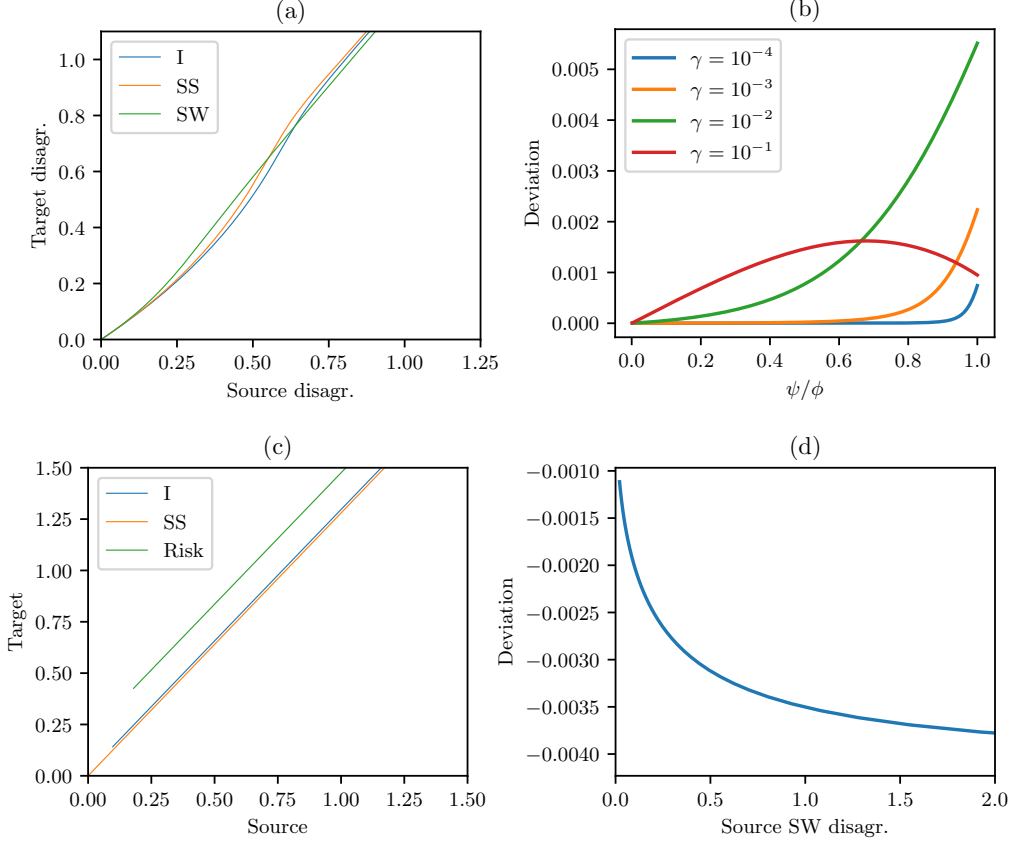 (a)
I
SS
SW
Target disagr.
0.0
0.2
0.4
0.6
0.8
1.0
0.00
0.25
0.50
0.75
1.00
1.25
Source disagr.
(b)
γ = 10⁻⁴
γ = 10⁻³
γ = 10⁻²
γ = 10⁻¹
Deviation
0.005
0.004
0.003
0.002
0.001
0.000
0.0
0.2
0.4
0.6
0.8
1.0
ψ/ϕ
(c)
I
SS
Risk
Target
1.50
1.25
1.00
0.75
0.50
0.25
0.00
0.00
0.25
0.50
0.75
1.00
1.25
1.50
Source
(d)
Deviation
−0.0010
−0.0015
−0.0020
−0.0025
−0.0030
−0.0035
−0.0040
0.0
0.5
1.0
1.5
2.0
Source SW disagr.